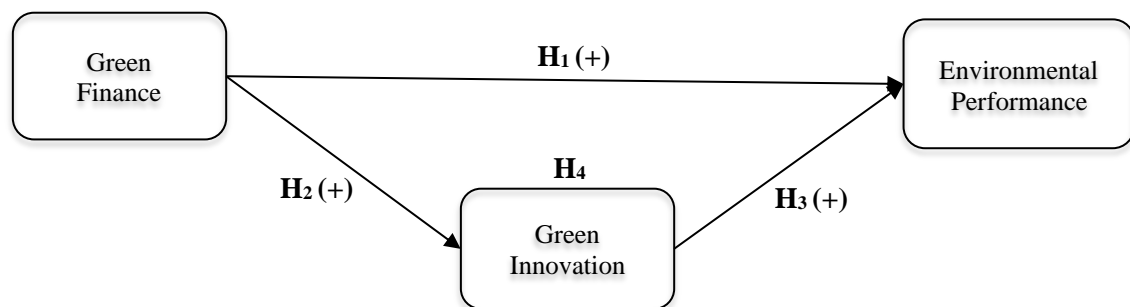 Green
Finance
H1 (+)
Environmental
Performance
H2 (+)
H4
H3 (+)
Green
Innovation